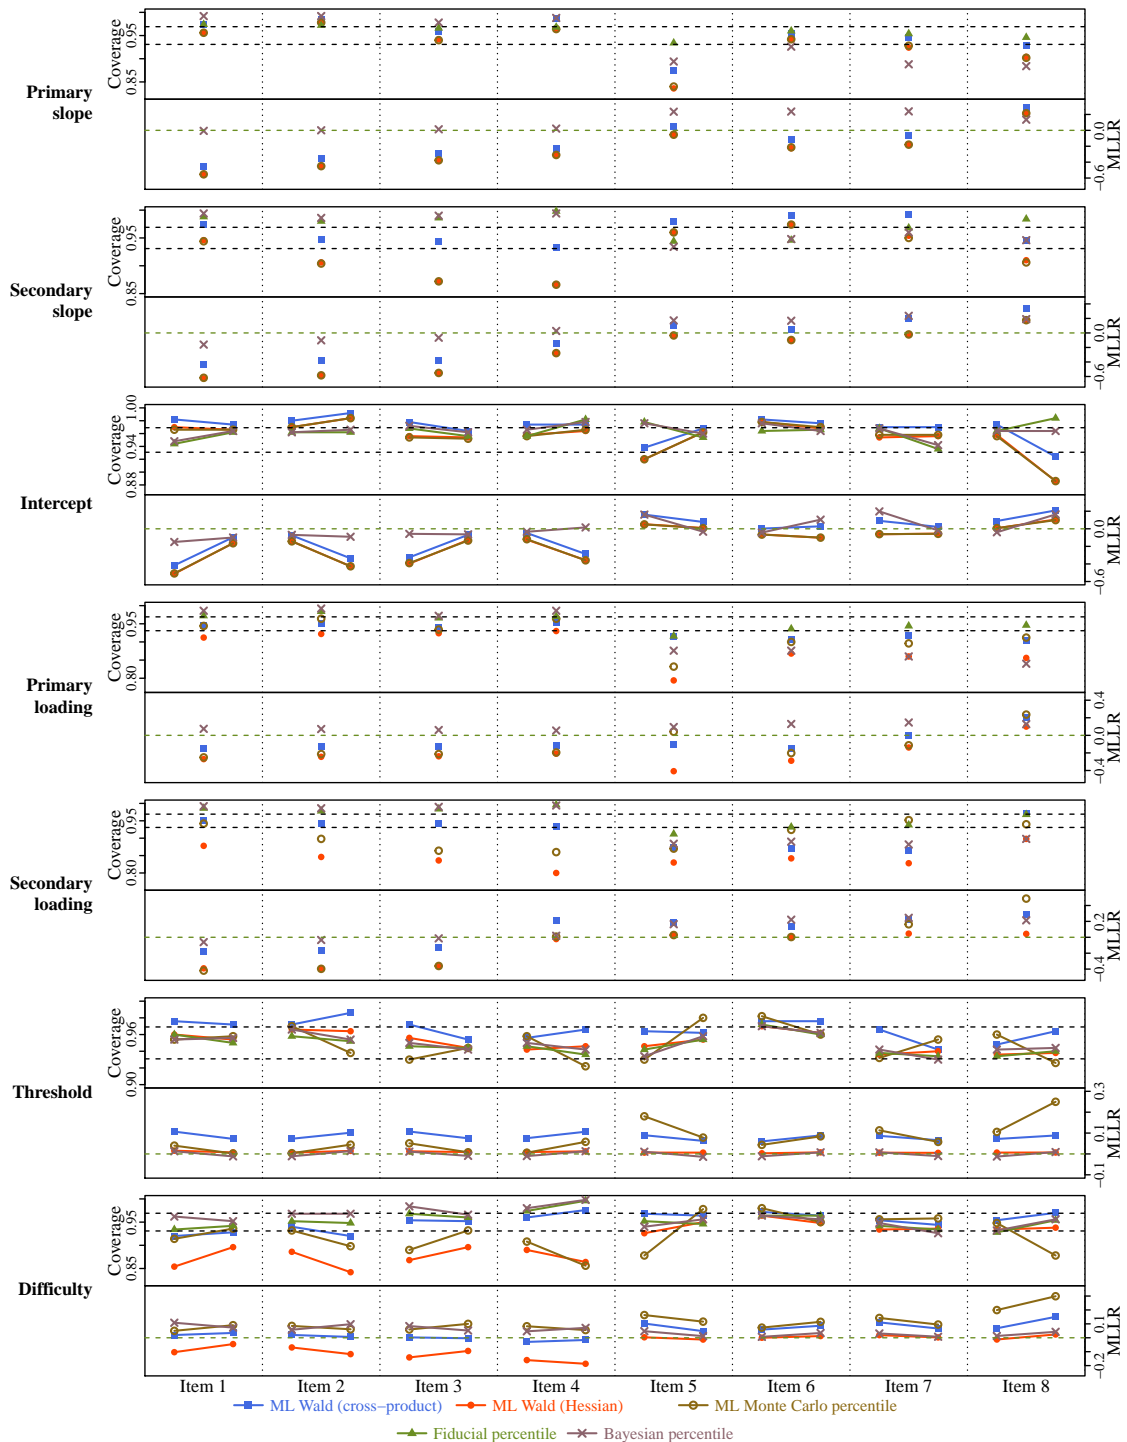 Primary
slope
Coverage
0.95
0.85
MLLR
0.0
−0.6
Secondary
slope
Coverage
0.95
0.85
MLLR
0.0
−0.6
Intercept
Coverage
1.00
0.94
0.88
MLLR
0.0
−0.6
Primary
loading
Coverage
0.95
0.80
MLLR
0.4
0.0
−0.4
Secondary
loading
Coverage
0.95
0.80
MLLR
0.2
−0.4
Threshold
Coverage
0.96
0.90
MLLR
0.3
0.1
−0.1
Difficulty
Coverage
0.95
0.85
MLLR
0.1
−0.2
Item 1 Item 2 Item 3 Item 4 Item 5 Item 6 Item 7 Item 8
ML Wald (cross−product) ML Wald (Hessian) ML Monte Carlo percentile
Fiducial percentile Bayesian percentile